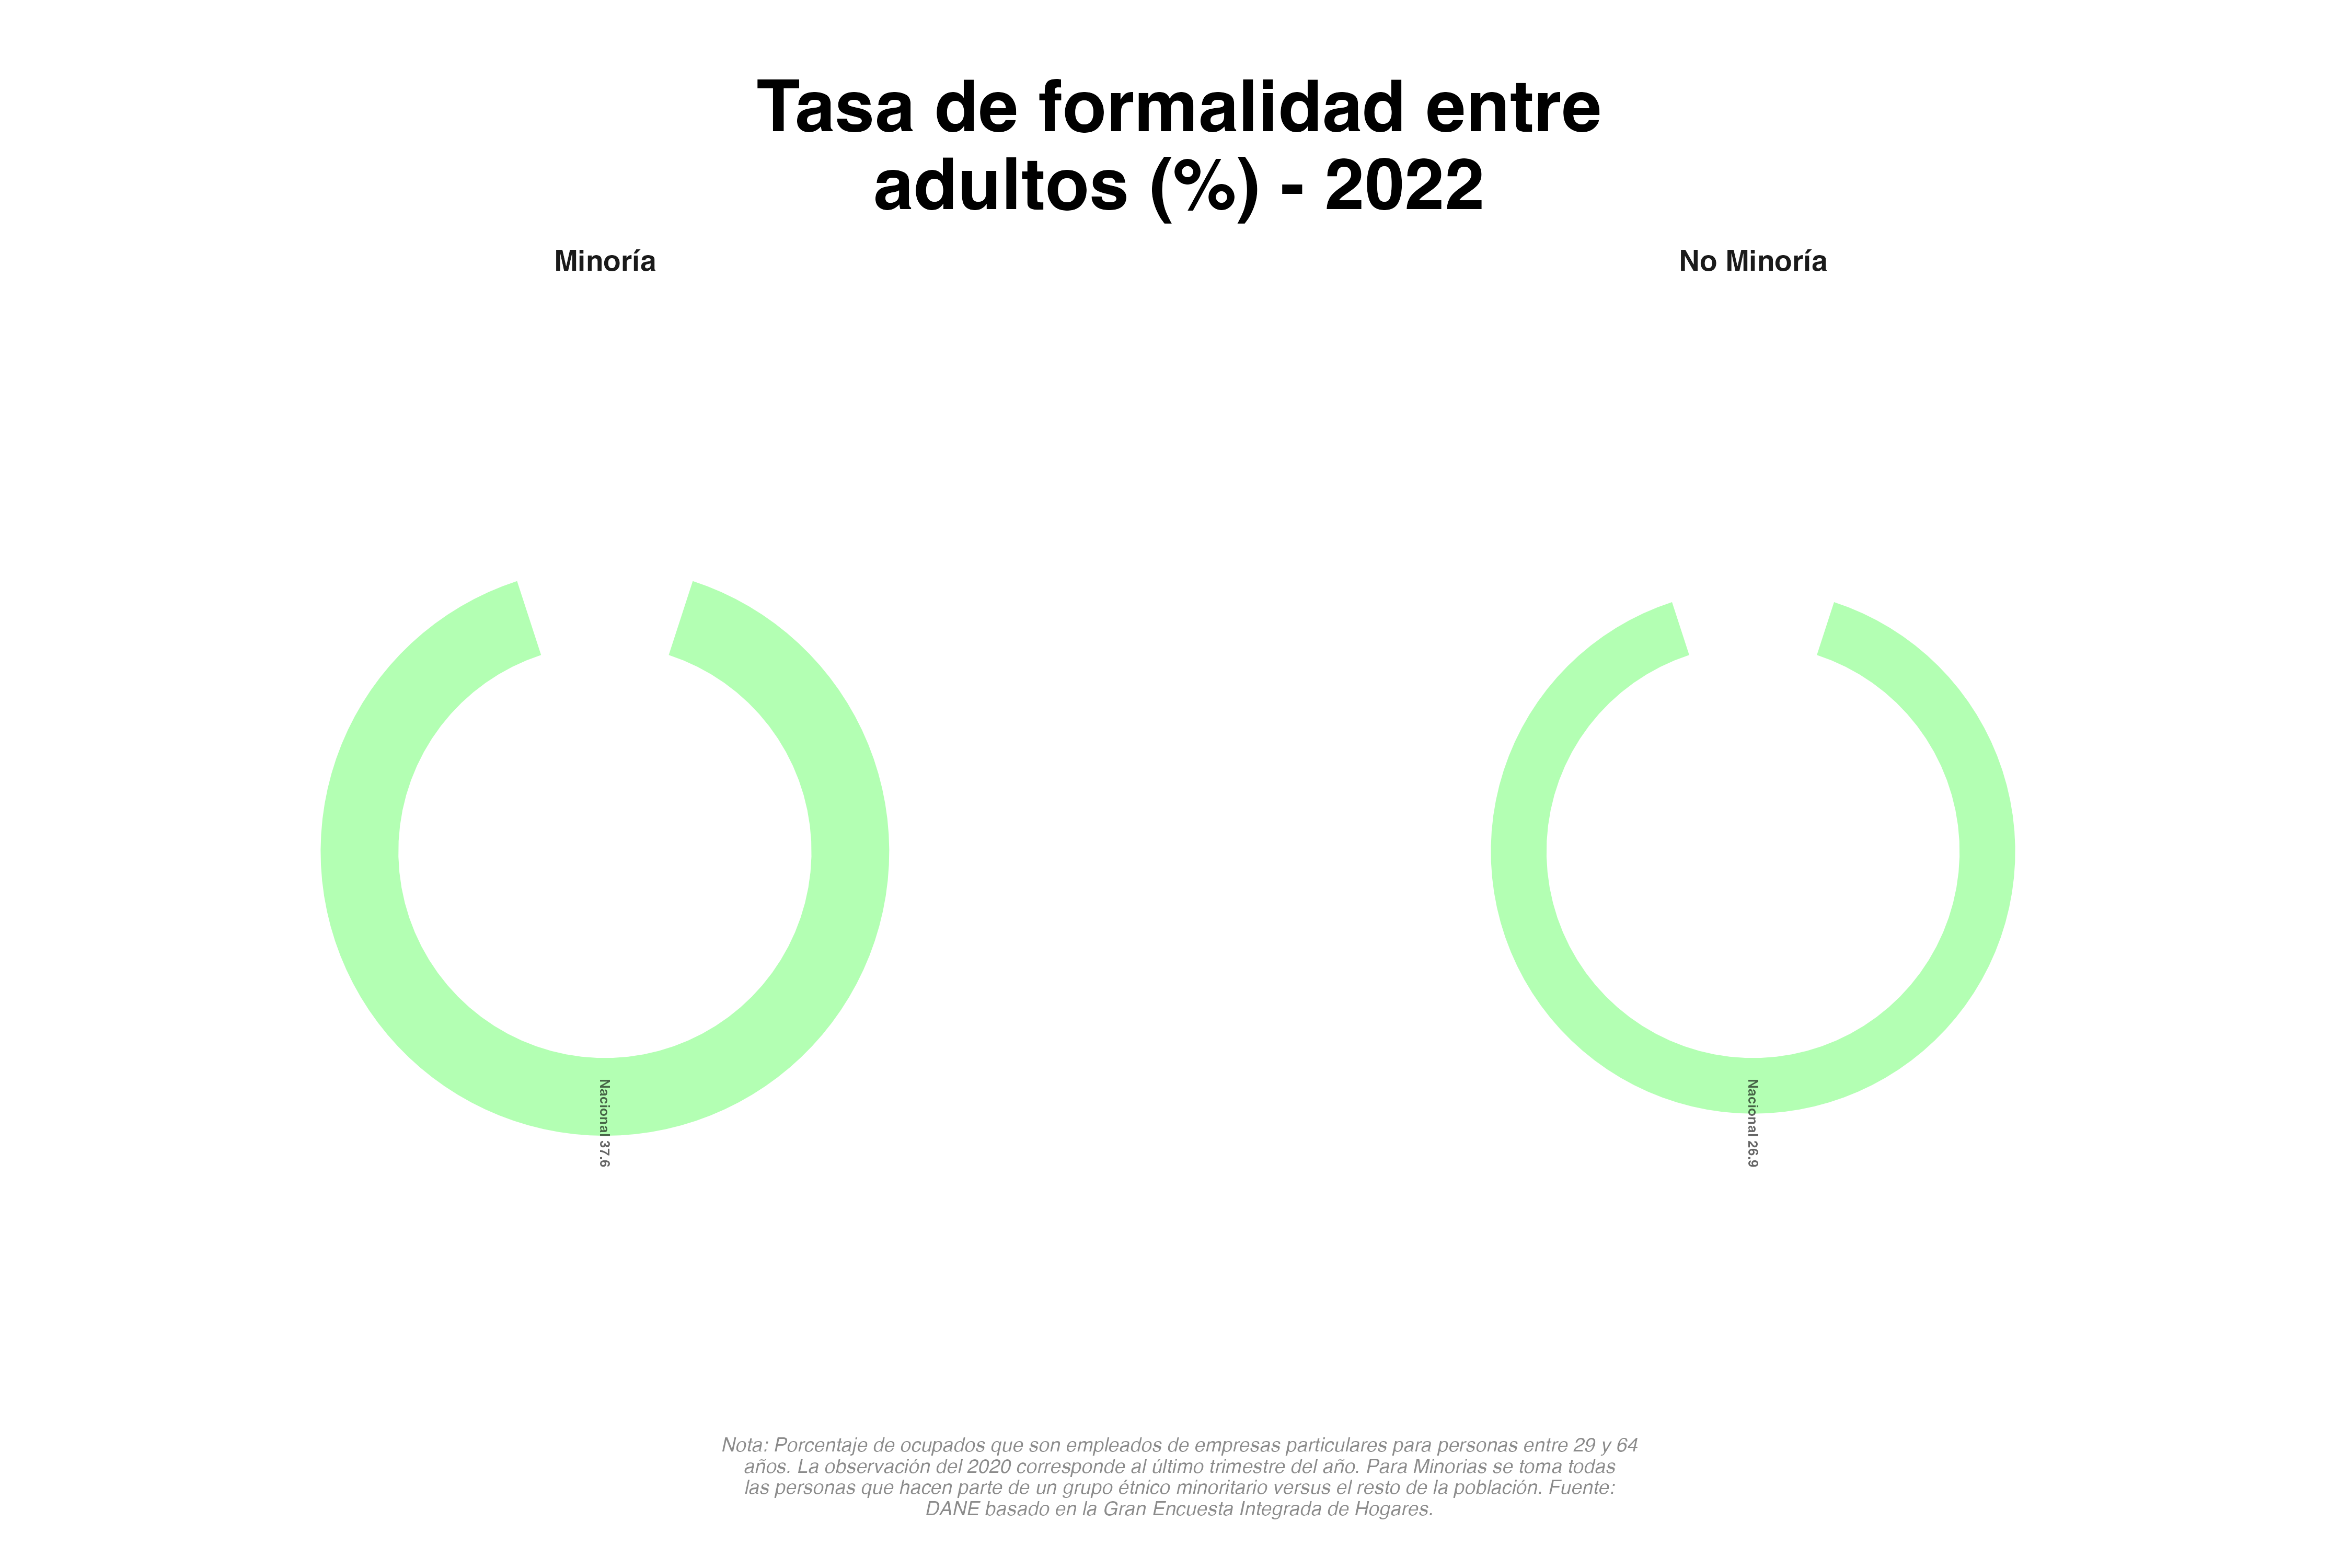 Tasa de formalidad entre
adultos (%) - 2022
Minoría
No Minoría
Nacional 37.6
Nacional 26.9
Nota: Porcentaje de ocupados que son empleados de empresas particulares para personas entre 29 y 64
años. La observación del 2020 corresponde al último trimestre del año. Para Minorias se toma todas
las personas que hacen parte de un grupo étnico minoritario versus el resto de la población. Fuente:
DANE basado en la Gran Encuesta Integrada de Hogares.